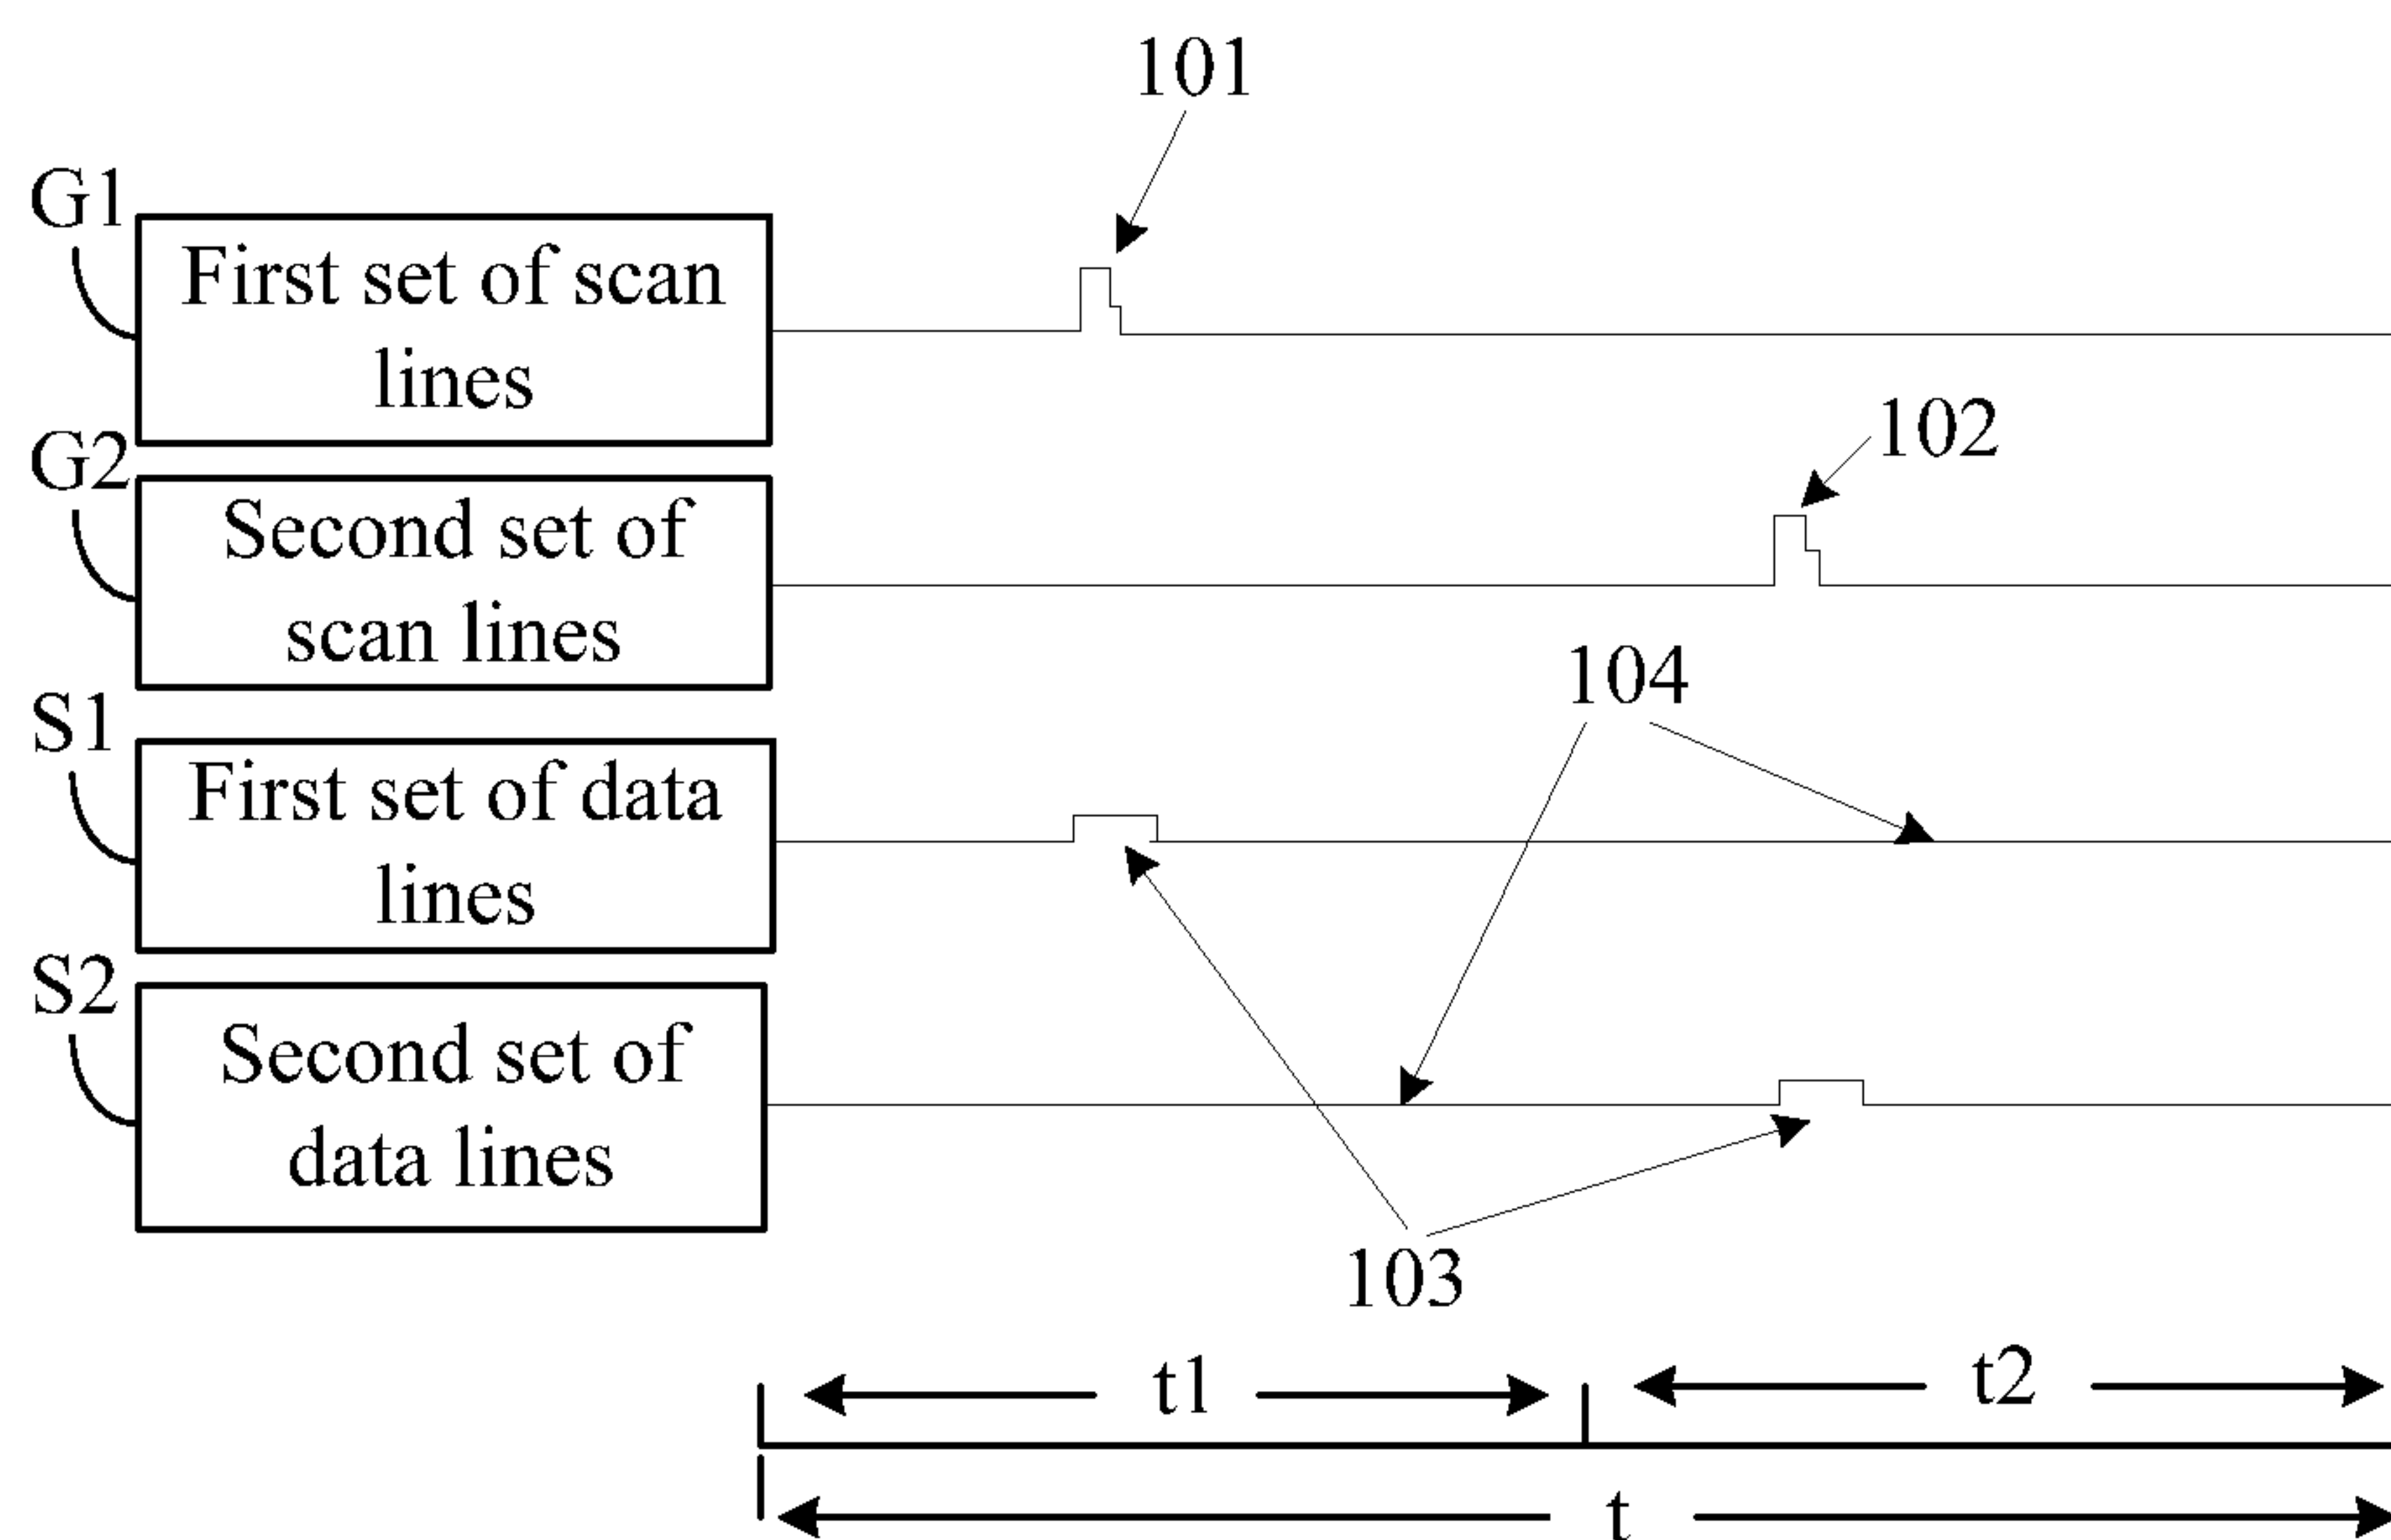 101
G1
First set of scan
lines
102
G2
Second set of
scan lines
104
S1
First set of data
lines
S2
Second set of
data lines
103
t1
t2
t